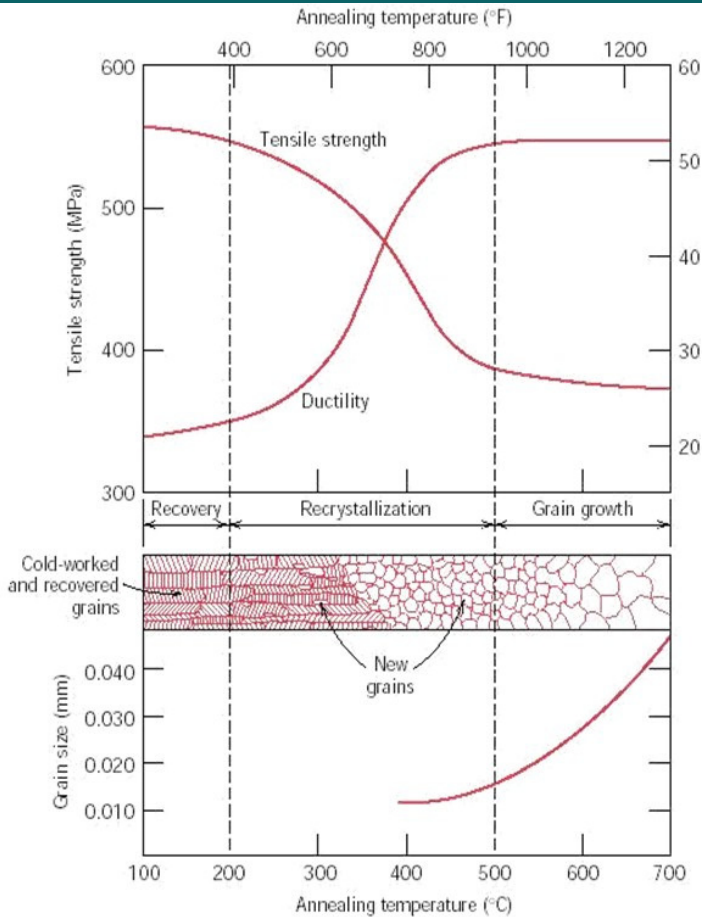 Annealing temperature (°F)
400 600 800 1000 1200
600
60
Tensile strength
50
500
Tensile strength (MPa)
40
400
30
Ductility
20
300
Recovery Recrystallization Grain growth
Cold-worked
and recovered
grains
New
grains
0.040
0.030
Grain size (mm)
0.020
0.010
100 200 300 400 500 600 700
Annealing temperature (°C)